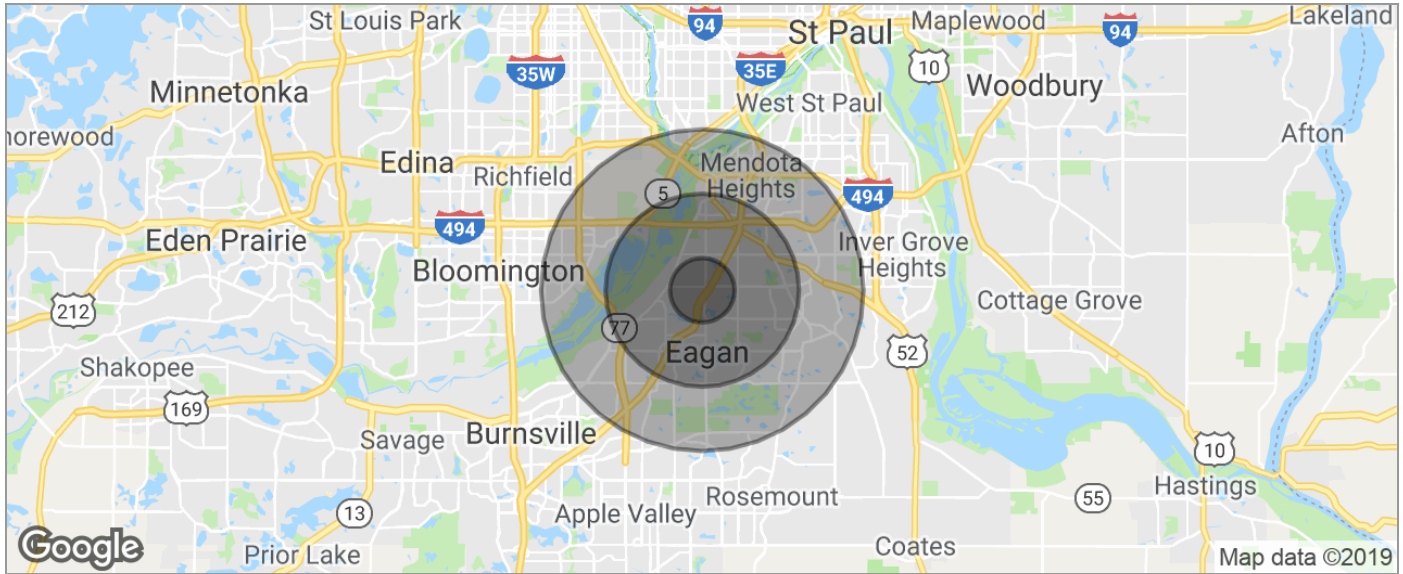 St Louis Park
94
St Paul
Maplewood
94
Lakeland
35W
35E
10
Minnetonka
West St Paul
Woodbury
horewood
Afton
Edina
Richfield
Mendota
Heights
5
494
494
Eden Prairie
Bloomington
Inver Grove
Heights
212
Cottage Grove
77
Eagan
52
Shakopee
169
Savage
Burnsville
10
Hastings
Rosemount
55
13
Apple Valley
Prior Lake
Coates
Google
Map data ©2019